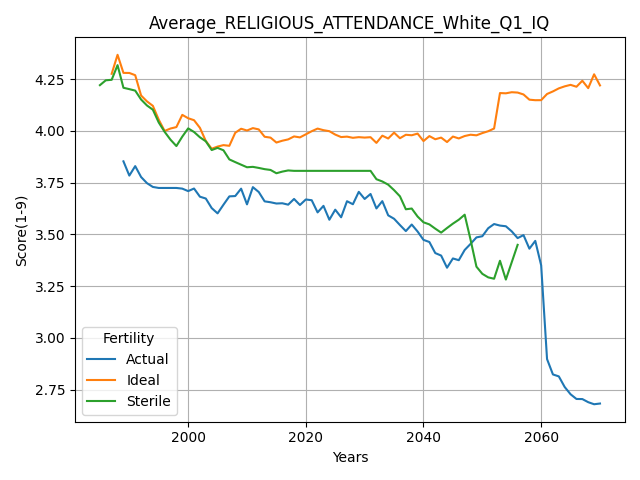 Average_RELIGIOUS_ATTENDANCE_White_Q1_IQ
Score(1-9)
4.25
4.00
3.75
3.50
3.25
3.00
2.75
Fertility
Actual
Ideal
Sterile
2000
2020
2040
2060
Years